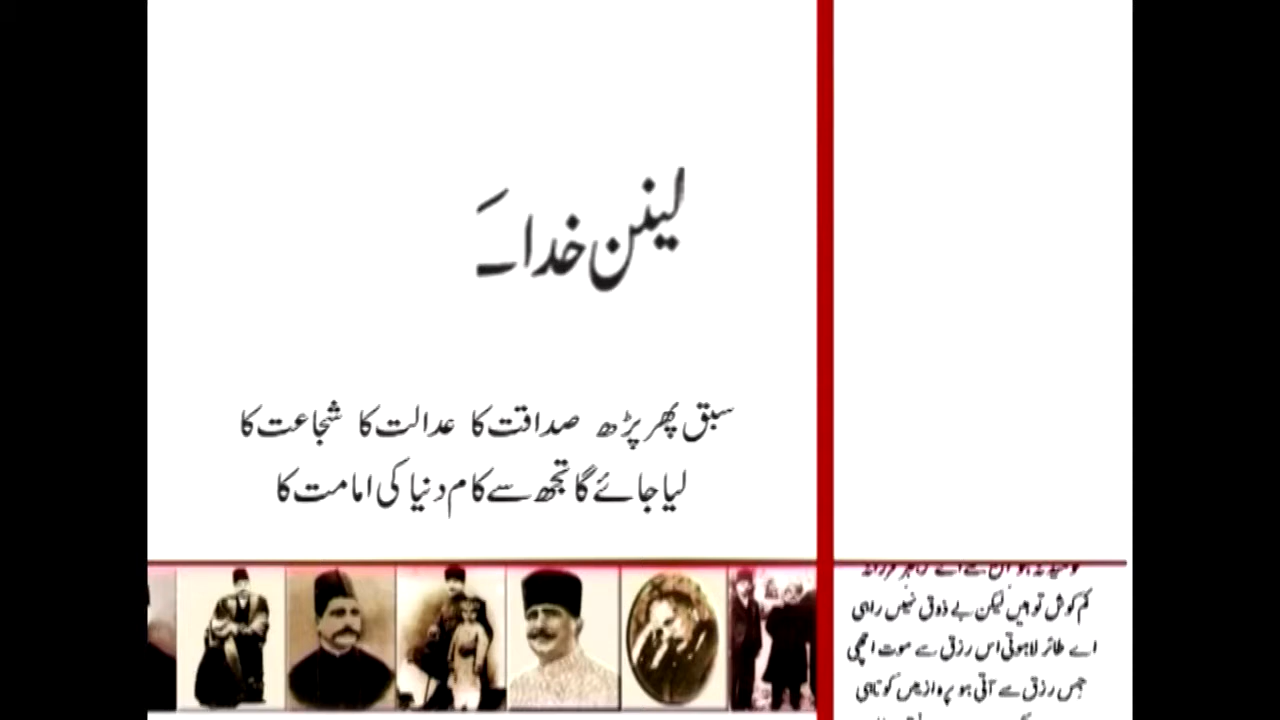 لینن خدا
سبق پھر پڑھ صداقت کا عدالت کا شجاعت کا
لیا جائے گا تجھ سے کام دنیا کی امامت کا
کم کوش تو ہیں لیکن بے ذوق نہیں راہی
اے طائر لاہوتی اس رزق سے موت اچھی
جس رزق سے آتی ہو پرواز میں کوتاہی